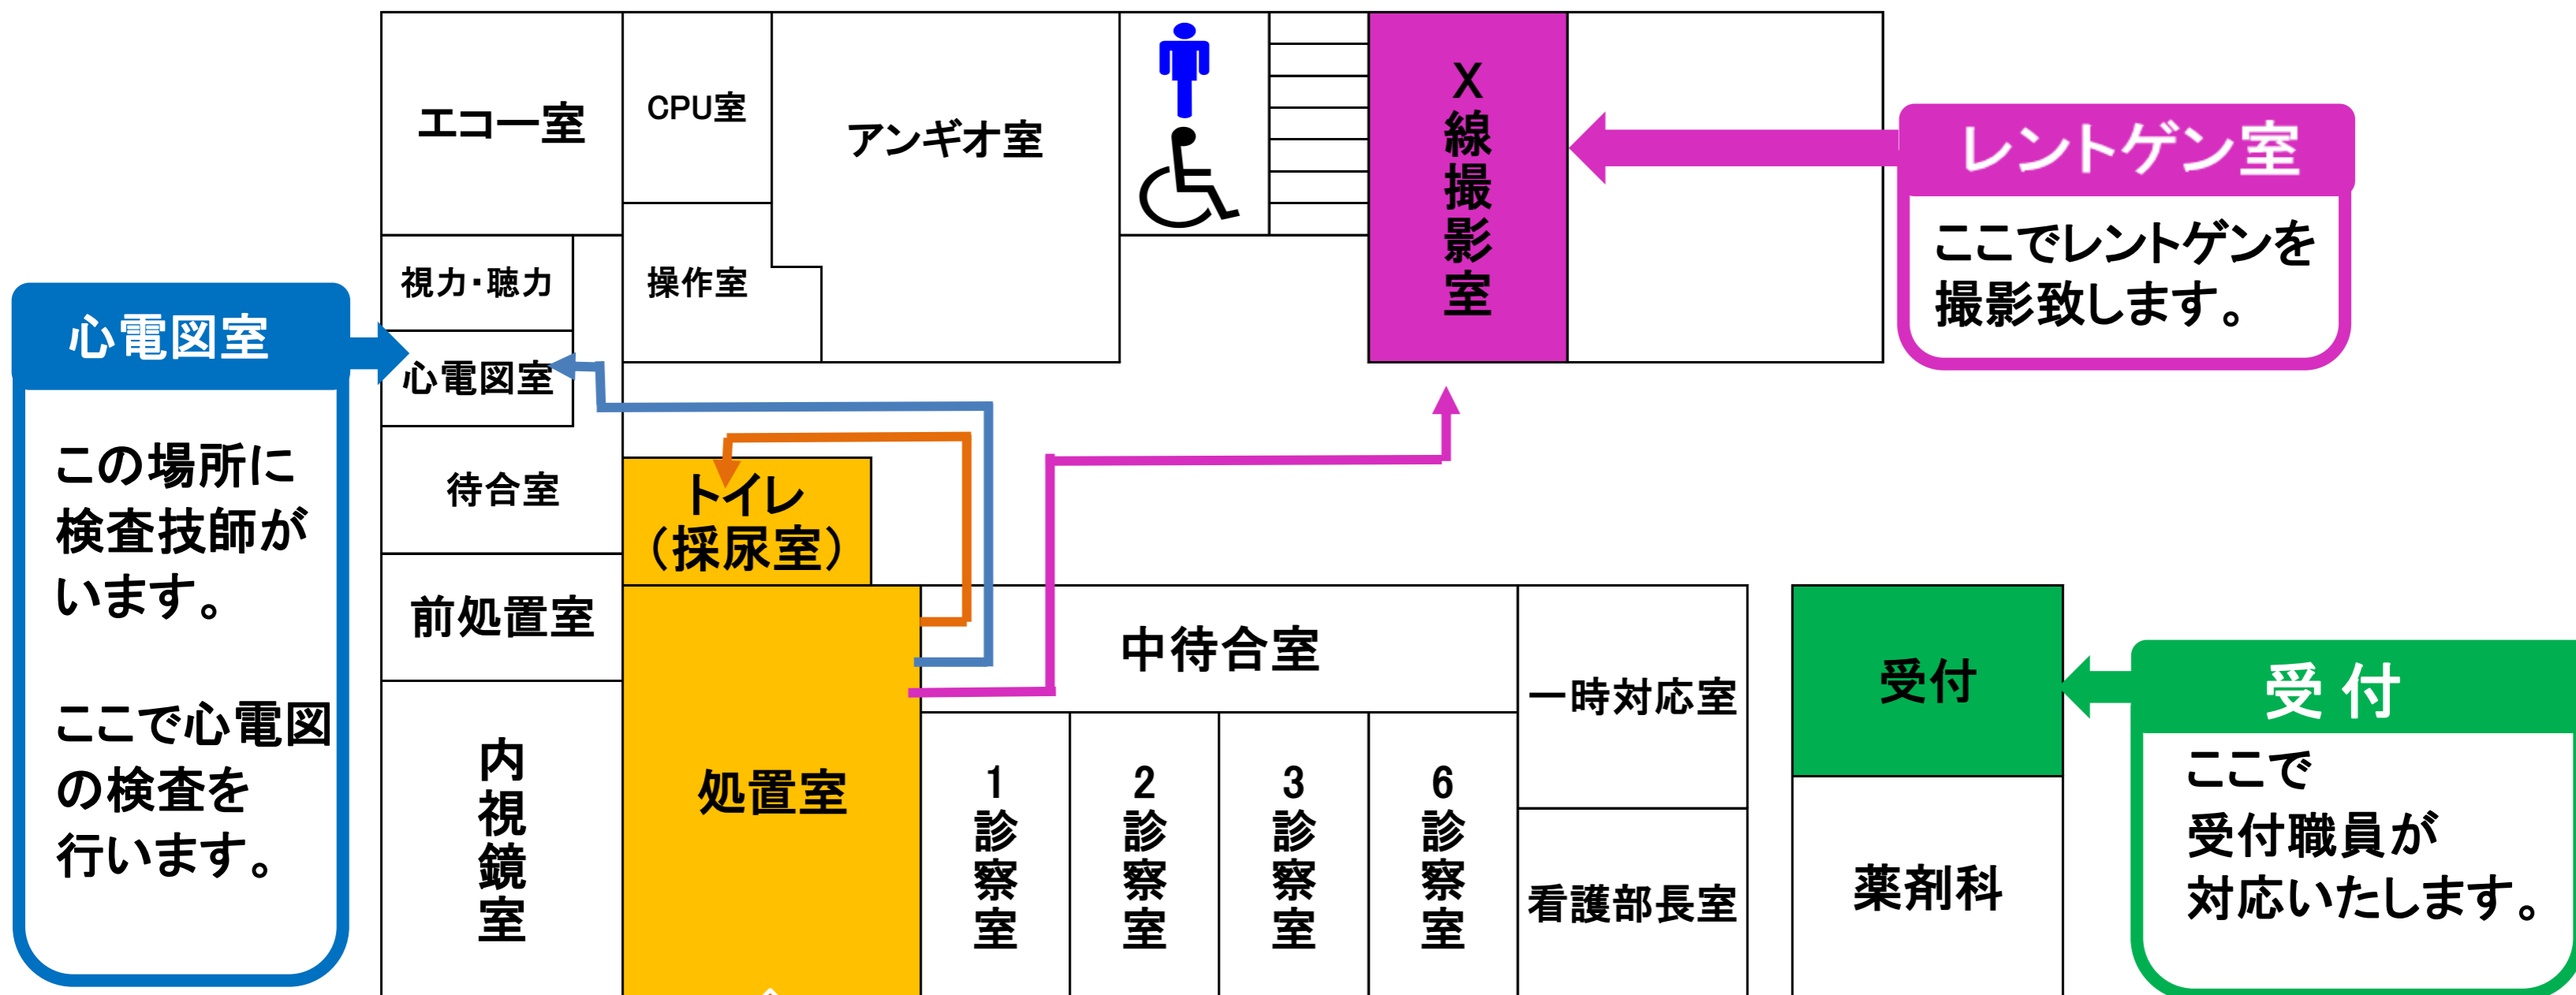 エコー室
CPU室
アンギオ室
X線撮影室
レントゲン室
ここでレントゲンを
撮影致します。
視力・聴力
操作室
心電図室
心電図室
この場所に
検査技師が
います。
ここで心電図
の検査を
行います。
待合室
トイレ
（採尿室）
前処置室
内視鏡室
処置室
中待合室
1診察室
2診察室
3診察室
6診察室
一時対応室
看護部長室
受付
薬剤科
受付
ここで
受付職員が
対応いたします。